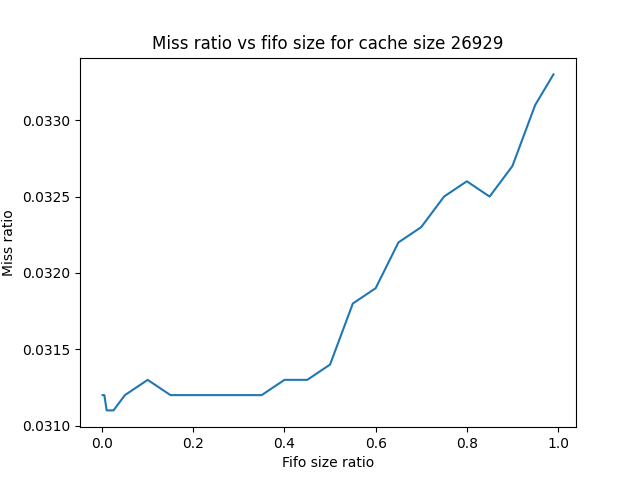 Miss ratio vs fifo size for cache size 26929
Miss ratio
0.0330
0.0325
0.0320
0.0315
0.0310
0.0 0.2 0.4 0.6 0.8 1.0
Fifo size ratio